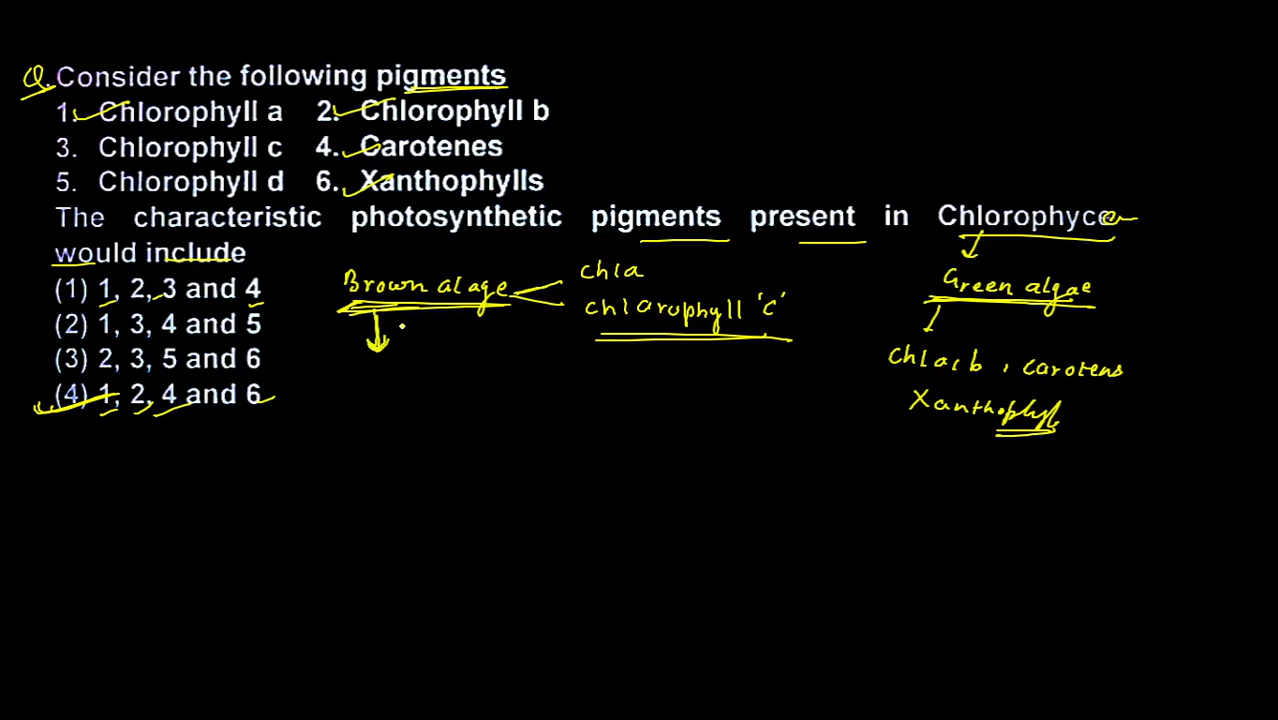 Q. Consider the following pigments
1. Chlorophyll a 2. Chlorophyll b
3. Chlorophyll c 4. Carotenes
5. Chlorophyll d 6. Xanthophylls
The characteristic photosynthetic pigments present in Chlorophyceae
would include
(1) 1, 2, 3 and 4
(2) 1, 3, 4 and 5
(3) 2, 3, 5 and 6
(4) 1, 2, 4 and 6
Brown alage
chla
chlorophyll 'c'
Green algae
chlacb, carotens
Xanthophyll